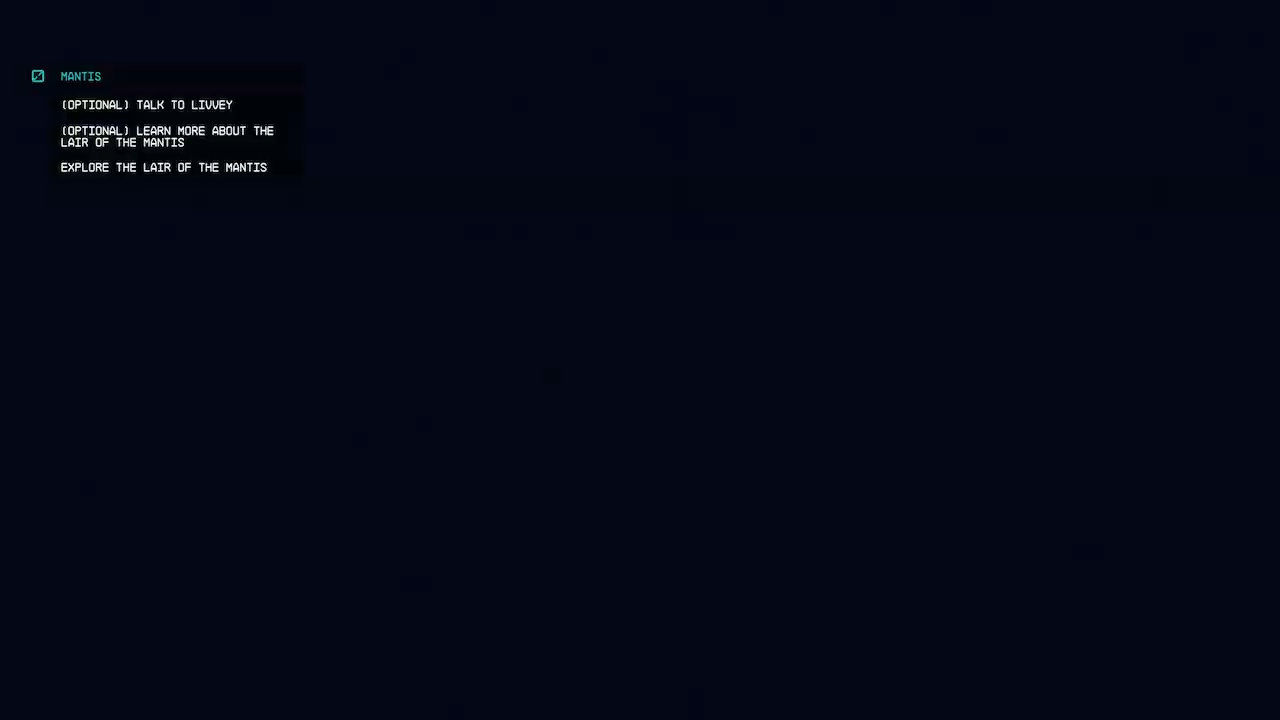 MANTIS
(OPTIONAL) TALK TO LIVVEY
(OPTIONAL) LEARN MORE ABOUT THE
LAIR OF THE MANTIS
EXPLORE THE LAIR OF THE MANTIS